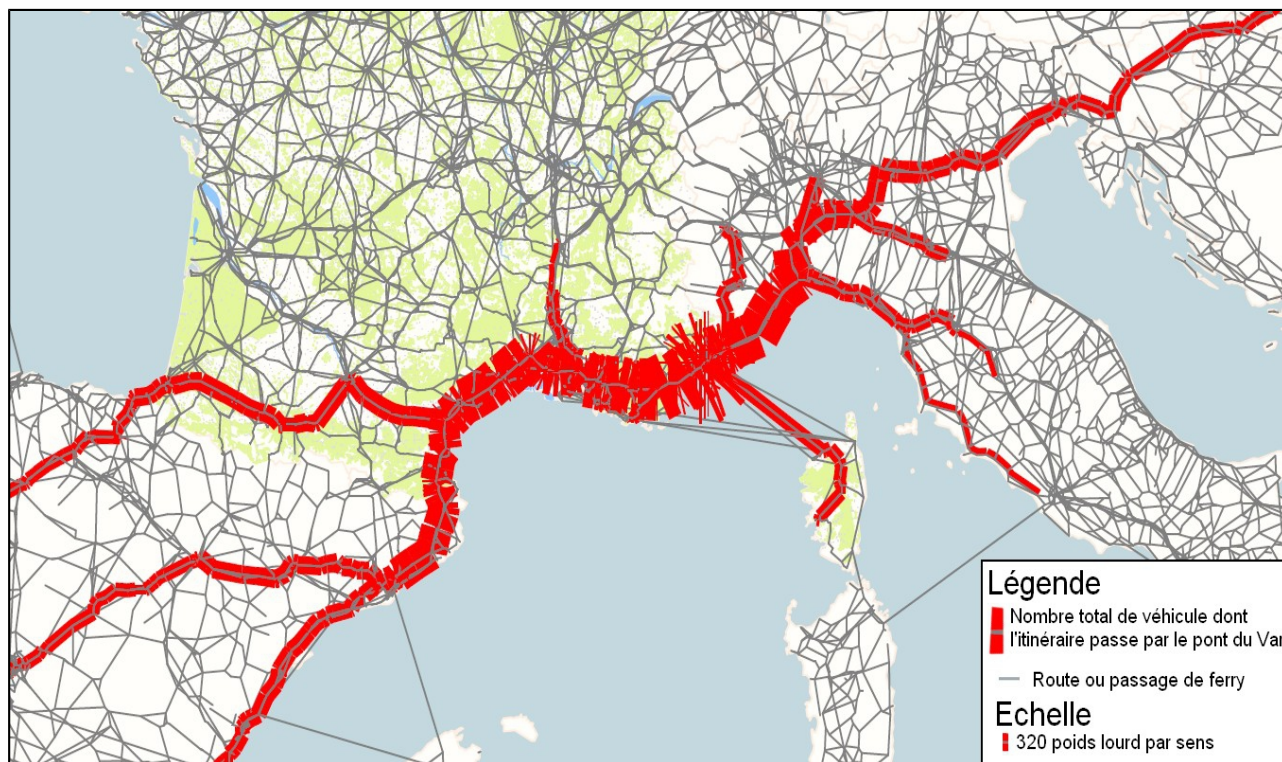 Légende
Nombre total de véhicule dont
l'itinéraire passe par le pont du Var
Route ou passage de ferry
Echelle
320 poids lourd par sens